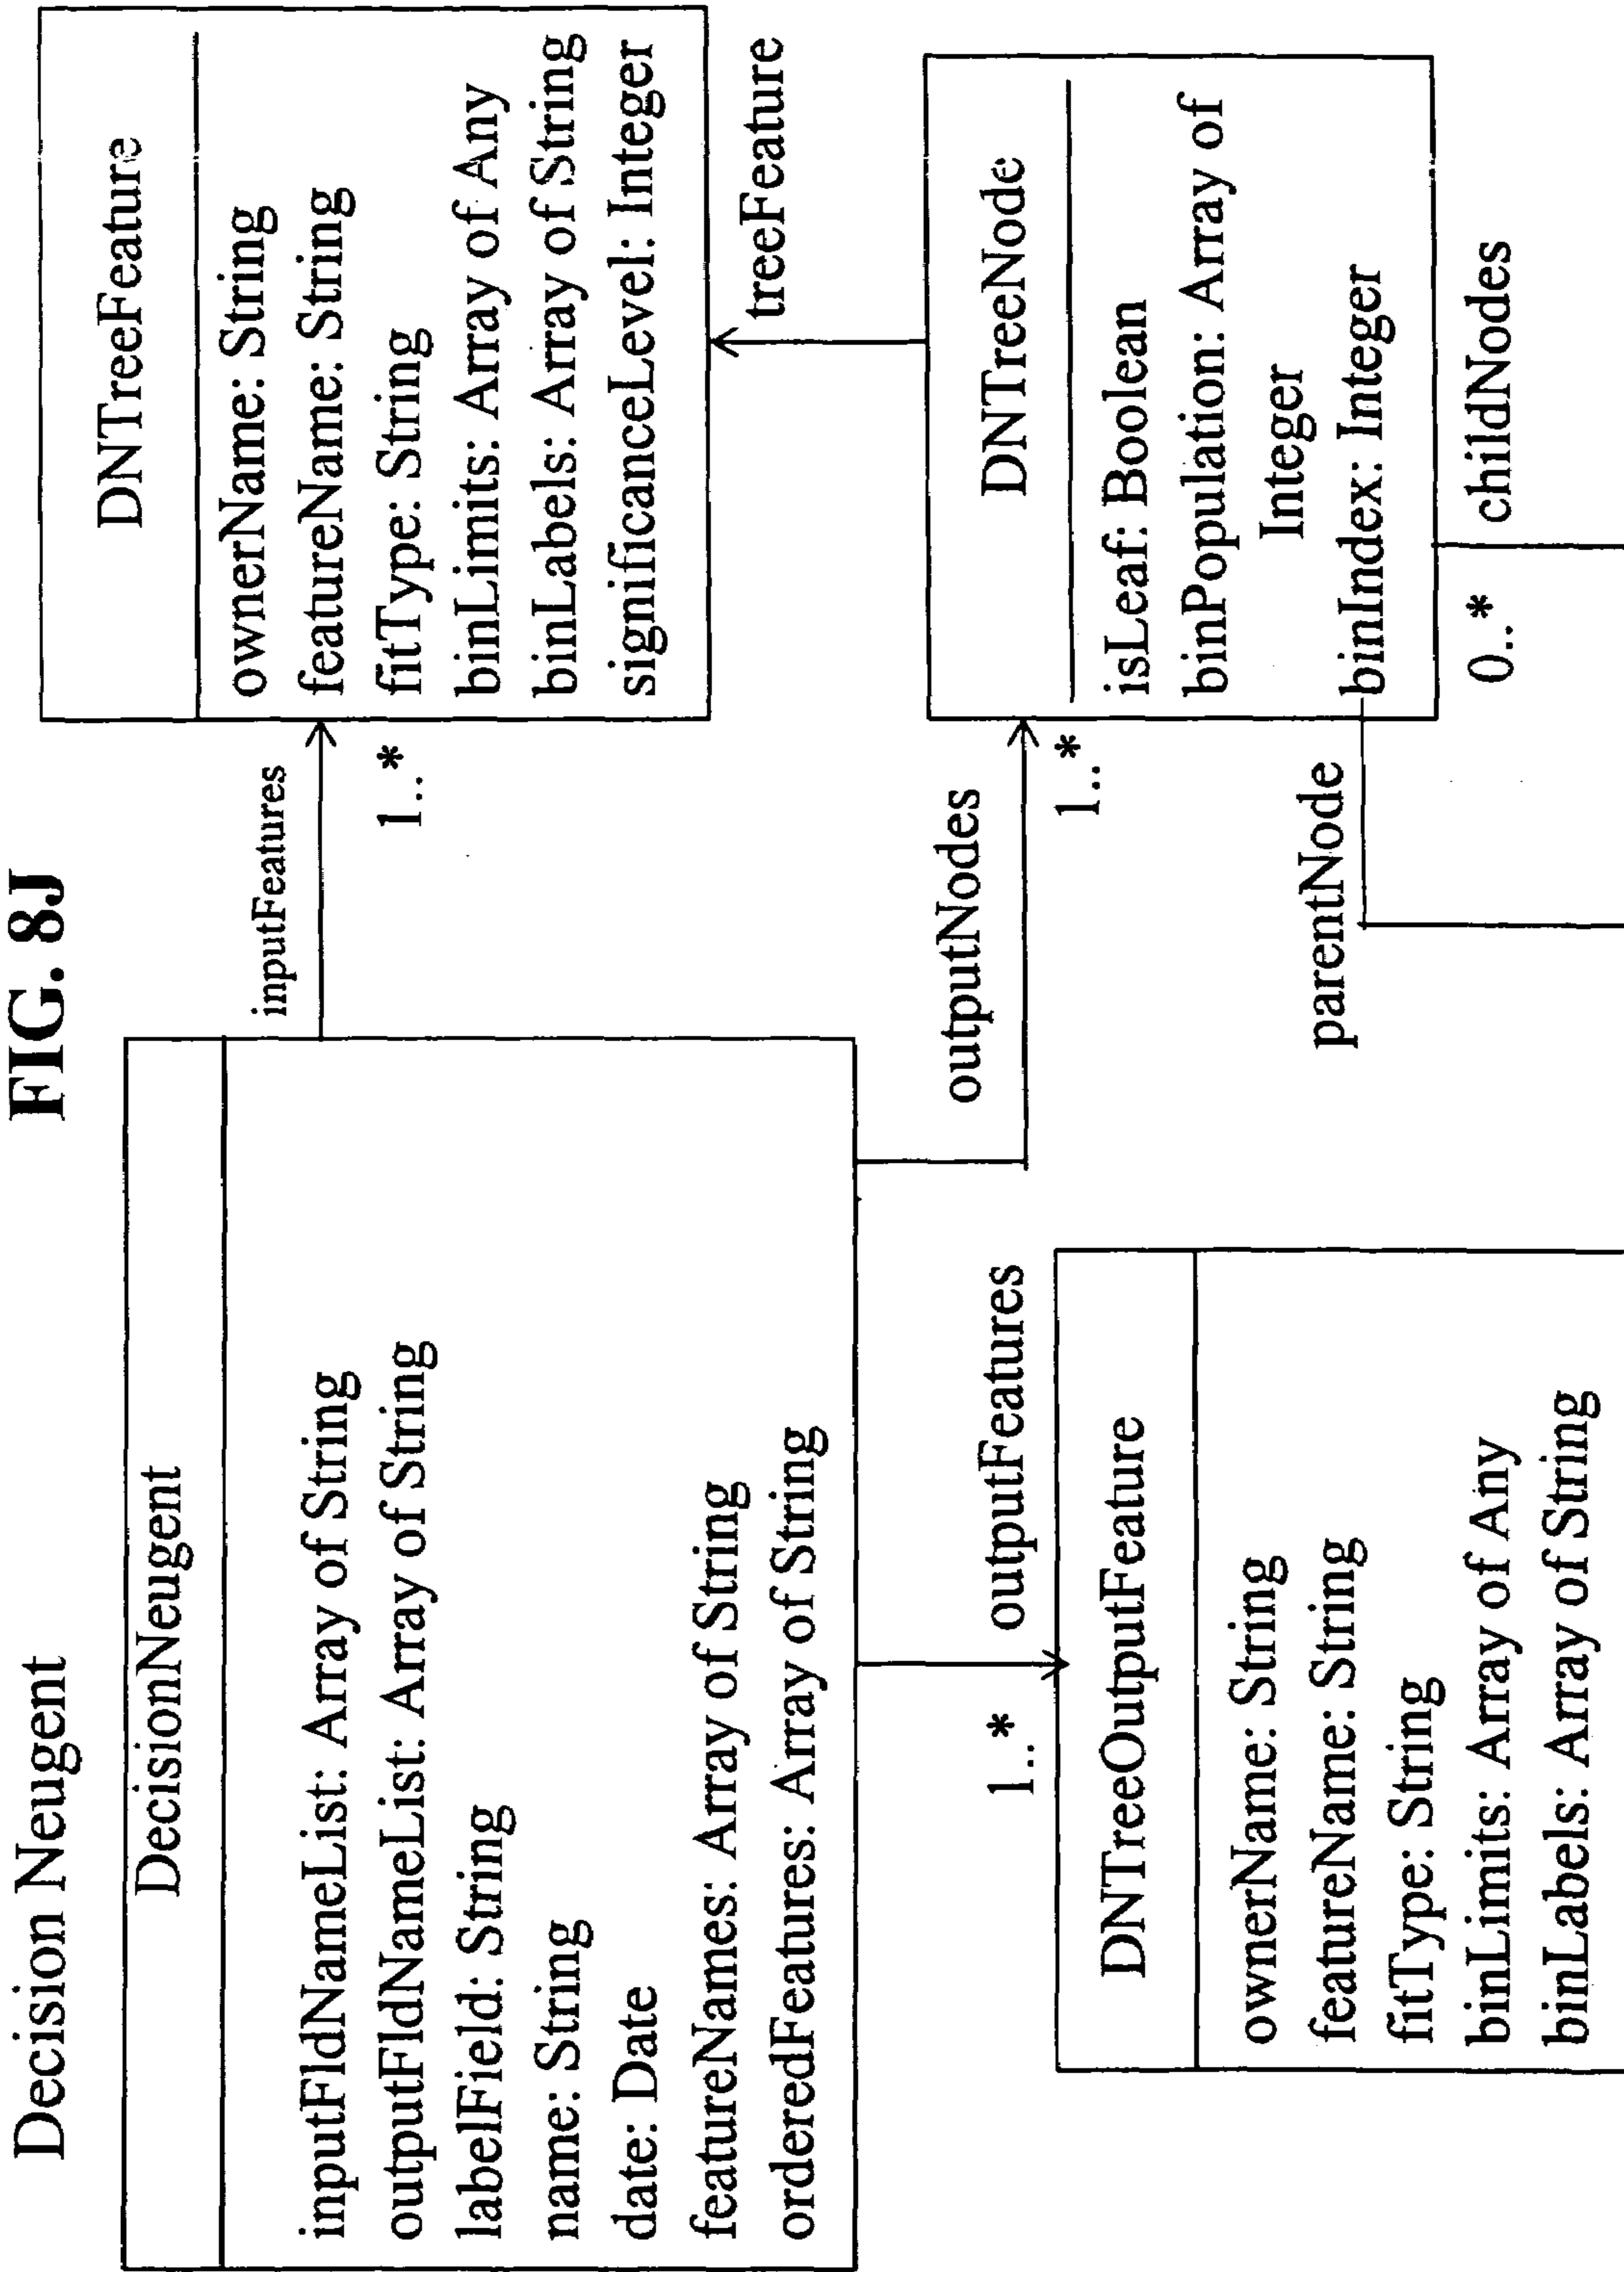 FIG. 8J
Decision Neugent
DecisionNeugent
inputFldNameList: Array of String
outputFldNameList: Array of String
labelField: String
name: String
date: Date
featureNames: Array of String
orderedFeatures: Array of String
inputFeatures
1..*
DNTreeFeature
ownerName: String
featureName: String
fitType: String
binLimits: Array of Any
binLabels: Array of String
significanceLevel: Integer
treeFeature
outputNodes
1..*
DNTreeNode
isLeaf: Boolean
binPopulation: Array of
Integer
binIndex: Integer
parentNode
0..*
childNodes
1..*
outputFeatures
DNTreeOutputFeature
ownerName: String
featureName: String
fitType: String
binLimits: Array of Any
binLabels: Array of String